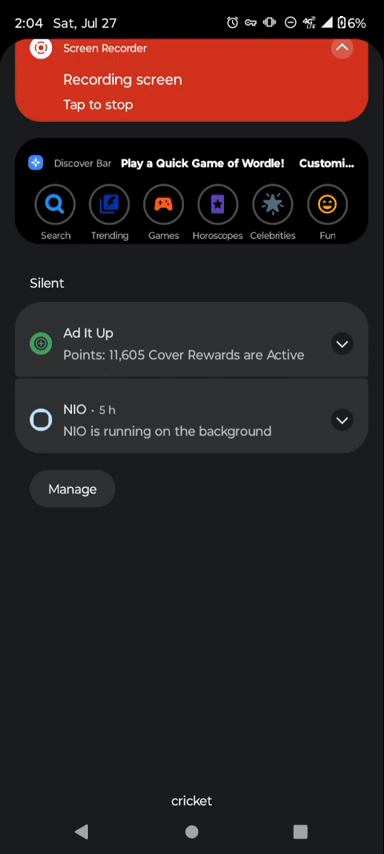 2:04 Sat, Jul 27 6%
Screen Recorder
Recording screen
Tap to stop
Discover Bar Play a Quick Game of Wordle! Customi...
Search Trending Games Horoscopes Celebrities Fun
Silent
Ad It Up
Points: 11,605 Cover Rewards are Active
NIO · 5 h
NIO is running on the background
Manage
cricket